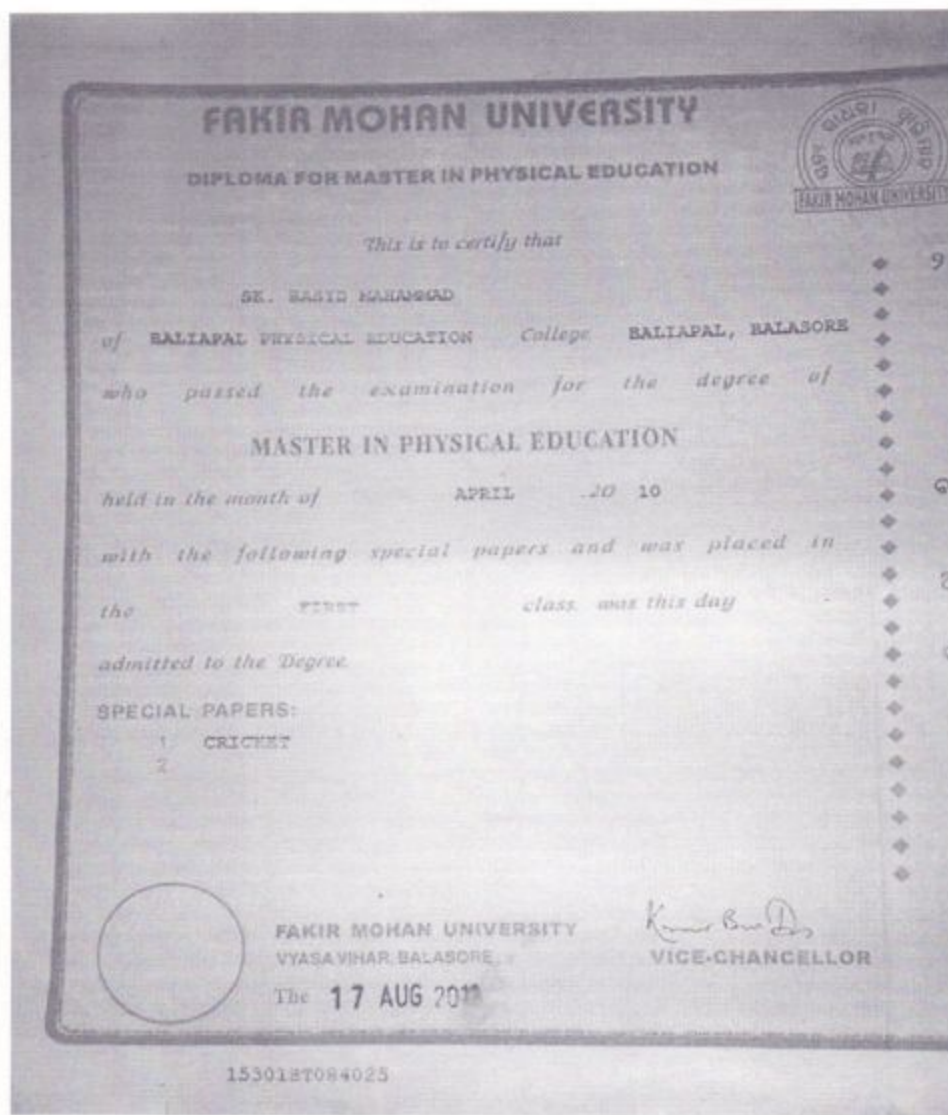 FAKIR MOHAN UNIVERSITY
DIPLOMA FOR MASTER IN PHYSICAL EDUCATION
FAKIR MOHAN UNIVERSITY
This is to certify that
SK. MAHAMMAD
of BALIAPAL PHYSICAL EDUCATION College BALIAPAL, BALASORE
who passed the examination for the degree of
MASTER IN PHYSICAL EDUCATION
held in the month of APRIL 20 10
with the following special papers and was placed in
the FIRST class, was this day
admitted to the Degree.
SPECIAL PAPERS:
1. CRICKET
2.
FAKIR MOHAN UNIVERSITY
VYASA VIHAR, BALASORE
VICE-CHANCELLOR
The 17 AUG